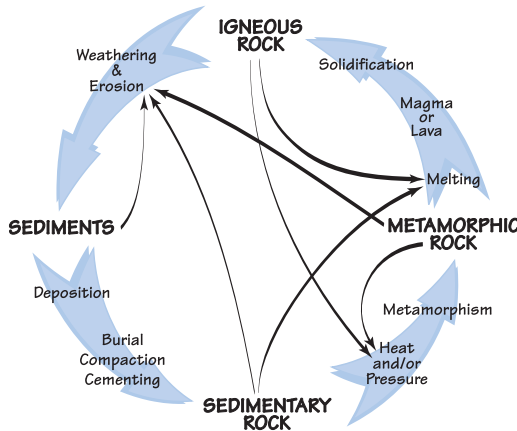 IGNEOUS
ROCK
Weathering
&
Erosion
Solidification
Magma
or
Lava
Melting
SEDIMENTS
METAMORPHIC
ROCK
Deposition
Metamorphism
Burial
Compaction
Cementing
Heat
and/or
Pressure
SEDIMENTARY
ROCK